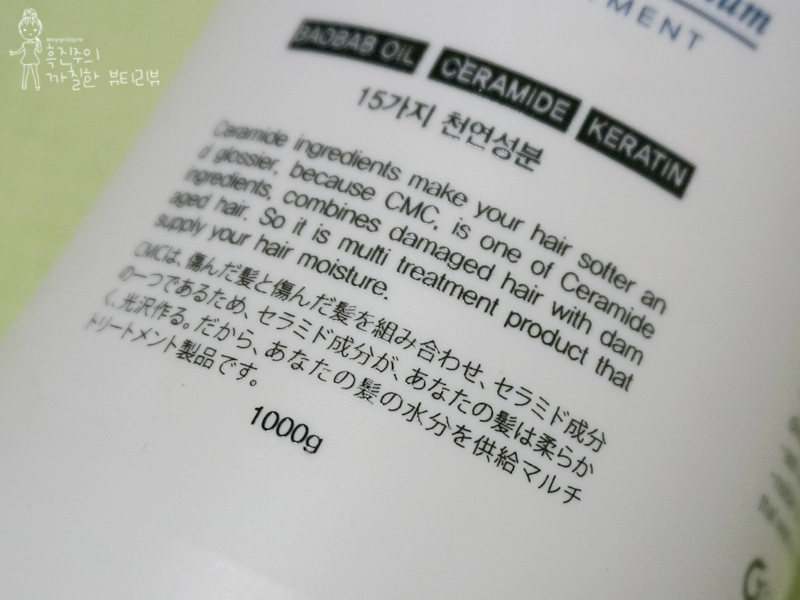 흑진주의
까칠한 뷰티리뷰
TMENT
BAOBAB OIL CERAMIDE KERATIN
15가지 천연성분
Ceramide ingredients make your hair softer an
d glossier, because CMC, is one of Ceramide
ingredients, combines damaged hair with dam
aged hair. So it is multi treatment product that
supply your hair moisture.
CMCは、傷んだ髪と傷んだ髪を組み合わせ、セラミド成分
の一つであるため、セラミド成分が、あなたの髪は柔らか
く、光沢作る。だから、あなたの髪の水分を供給マルチ
トリートメント製品です。
1000g